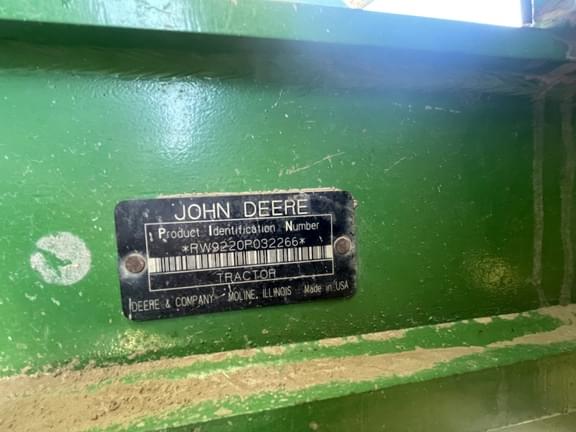 JOHN DEERE
Product Identification Number
*RW9220P032266*
TRACTOR
DEERE & COMPANY MOLINE, ILLINOIS Made in USA